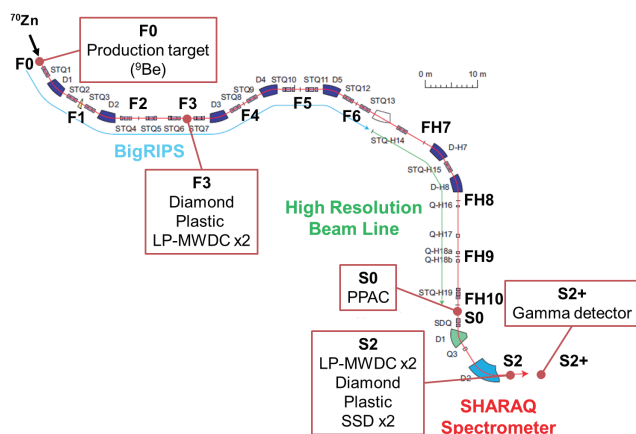 70Zn
F0
Production target
(9Be)
F0
STQ1
D1
STQ2
F1
STQ3
D2
F2
STQ4
STQ5
F3
STQ6
STQ7
D3
STQ8
F4
STQ9
D4
STQ10
F5
STQ11
D5
STQ12
F6
STQ13
0 m
10 m
BigRIPS
F3
Diamond
Plastic
LP-MWDC x2
STQ-H14
FH7
D-H7
STQ-H15
D-H8
FH8
Q-H16
High Resolution
Beam Line
Q-H17
Q-H18a
Q-H18b
FH9
STQ-H19
FH10
S0
S0
PPAC
SDQ
D1
Q3
D2
S2+
Gamma detector
S2
LP-MWDC x2
Diamond
Plastic
SSD x2
S2
S2+
SHARAQ
Spectrometer